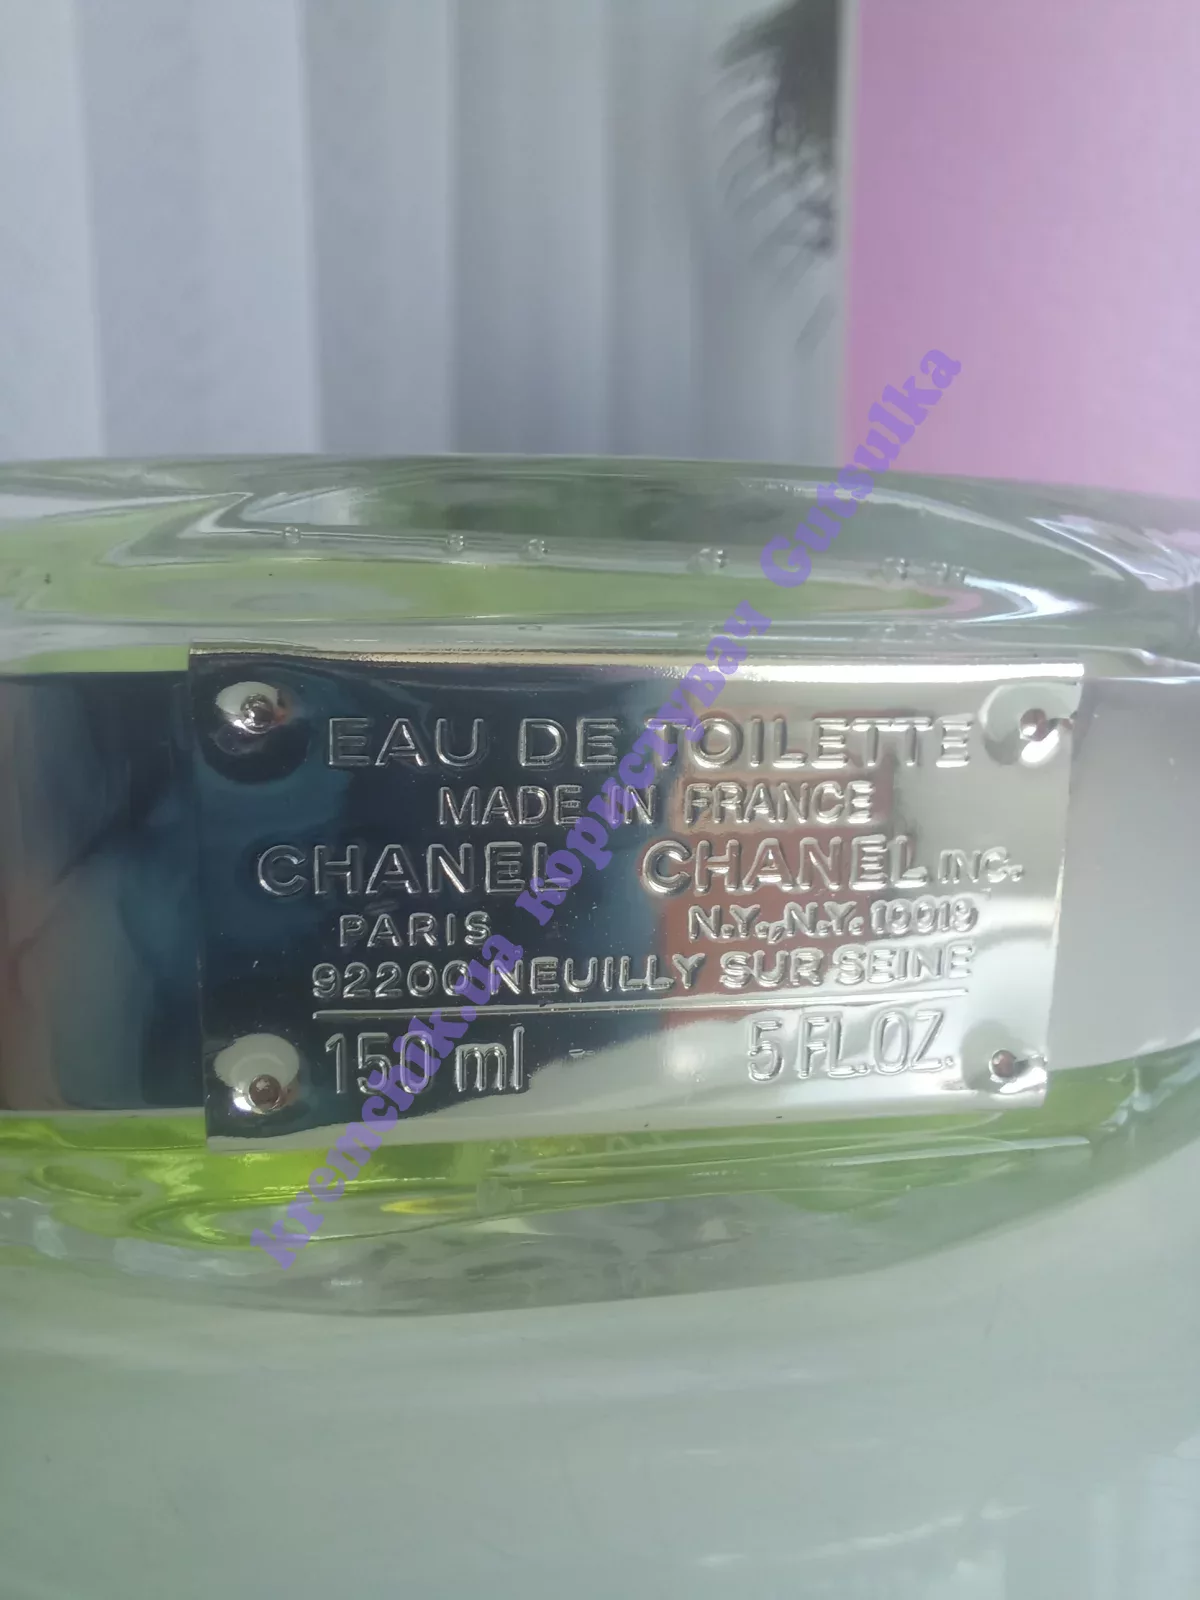 EAU DE TOILETTE
MADE IN FRANCE
CHANEL CHANEL INC.
PARIS N.Y., N.Y. 10019
92200 NEUILLY SUR SEINE
150 ml 5 FL.OZ.
kremchik.ua користувач Gutsulka